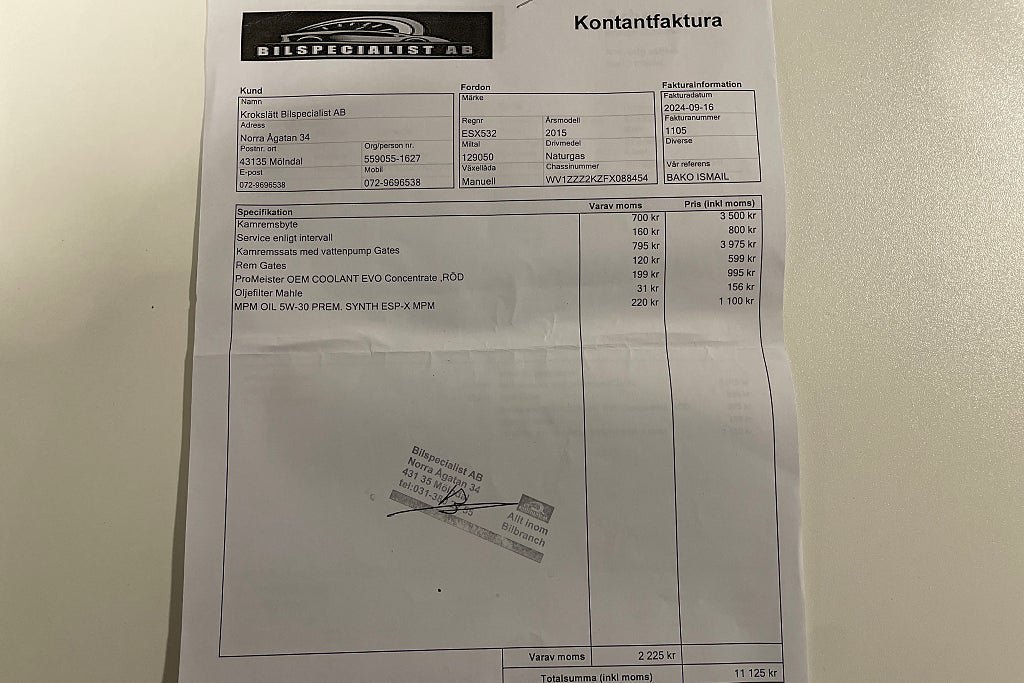 BILSPECIALIST AB
Kontantfaktura
Kund
Namn
Krokslätt Bilspecialist AB
Adress
Norra Ågatan 34
Postnr. ort Org/person nr.
43135 Mölndal 559055-1627
E-post Mobil
072-9696538 072-9696538
Fordon
Märke
Regnr Årsmodell
ESX532 2015
Miltal Drivmedel
129050 Naturgas
Växellåda Chassinummer
Manuell WV1ZZZ2KZFX088454
Fakturainformation
Fakturadatum
2024-09-16
Fakturanummer
1105
Diverse
Vår referens
BAKO ISMAIL
Specifikation Varav moms Pris (inkl moms)
Kamremsbyte 700 kr 3 500 kr
Service enligt intervall 160 kr 800 kr
Kamremssats med vattenpump Gates 795 kr 3 975 kr
Rem Gates 120 kr 599 kr
ProMeister OEM COOLANT EVO Concentrate ,RÖD 199 kr 995 kr
Oljefilter Mahle 31 kr 156 kr
MPM OIL 5W-30 PREM. SYNTH ESP-X MPM 220 kr 1 100 kr
Bilspecialist AB
Norra Ågatan 34
431 35 Mölndal
tel:031-38
Allt inom
Bilbranch
Varav moms 2 225 kr
Totalsumma (inkl moms) 11 125 kr